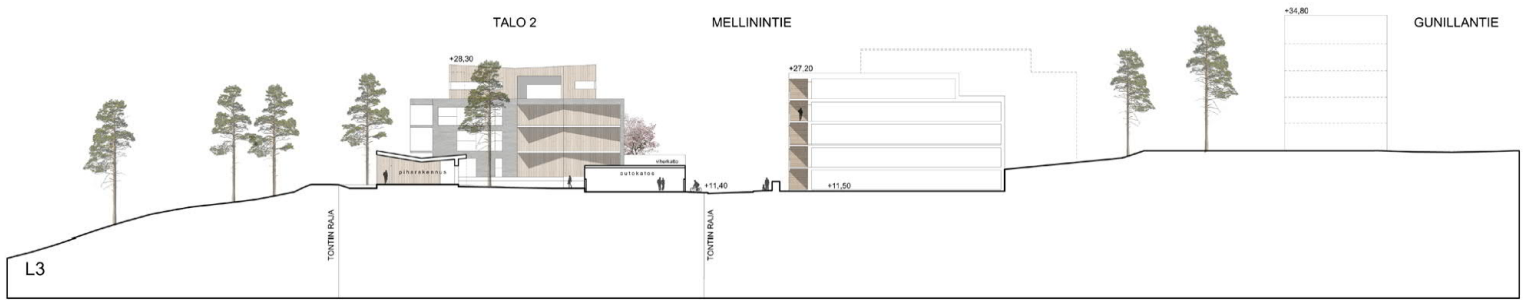 TALO 2
MELLININTIE
+34,80
GUNILLANTIE
+28,30
+27,20
viherkatto
piharakennus
autokatos
+11,40
+11,50
TONTIN RAJA
TONTIN RAJA
L3